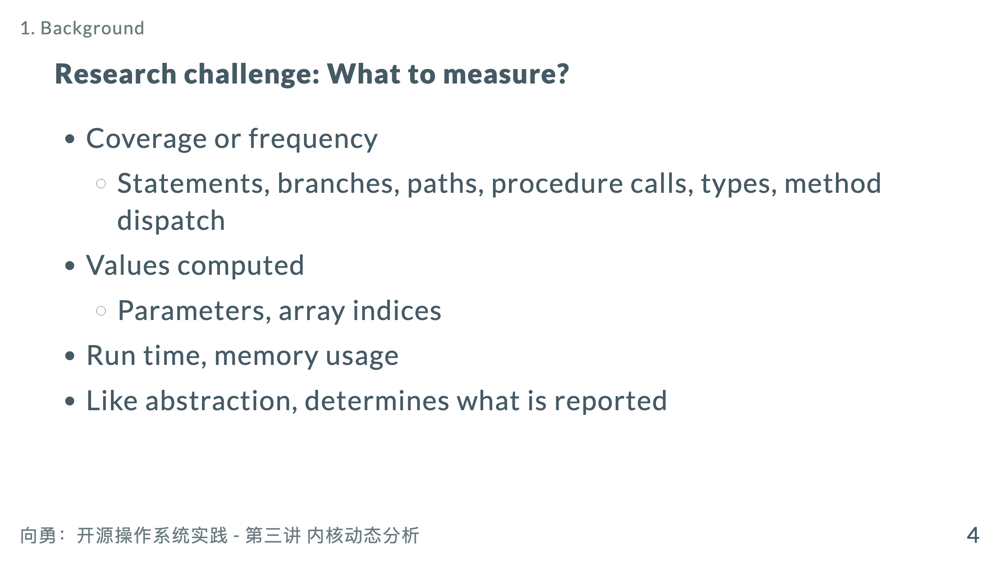 1. Background
Research challenge: What to measure?
• Coverage or frequency
○ Statements, branches, paths, procedure calls, types, method
dispatch
• Values computed
○ Parameters, array indices
• Run time, memory usage
• Like abstraction, determines what is reported
向勇：开源操作系统实践 - 第三讲 内核动态分析
4